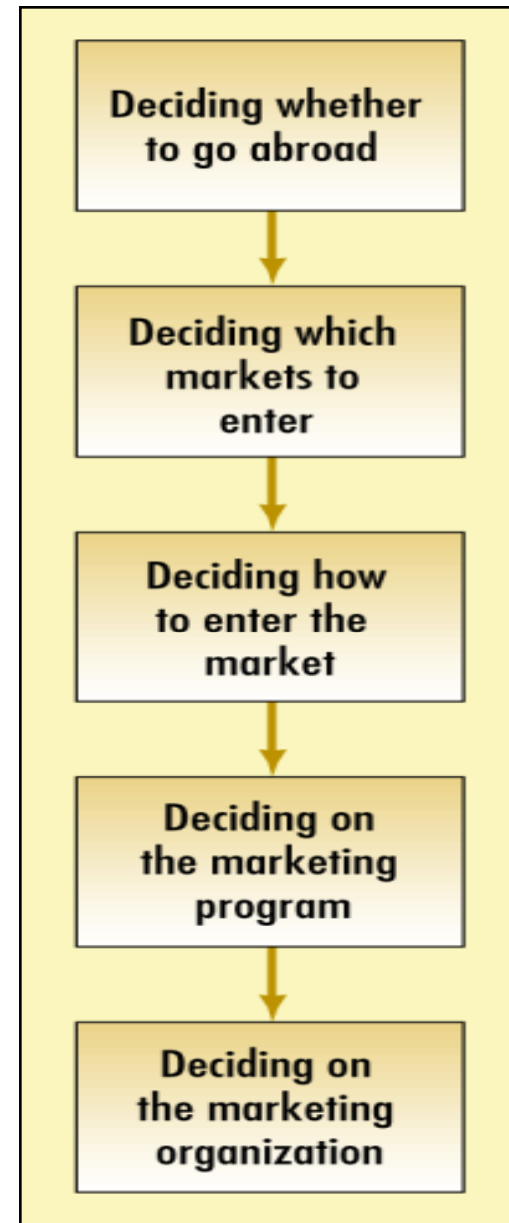 Deciding whether
to go abroad
Deciding which
markets to
enter
Deciding how
to enter the
market
Deciding on
the marketing
program
Deciding on
the marketing
organization